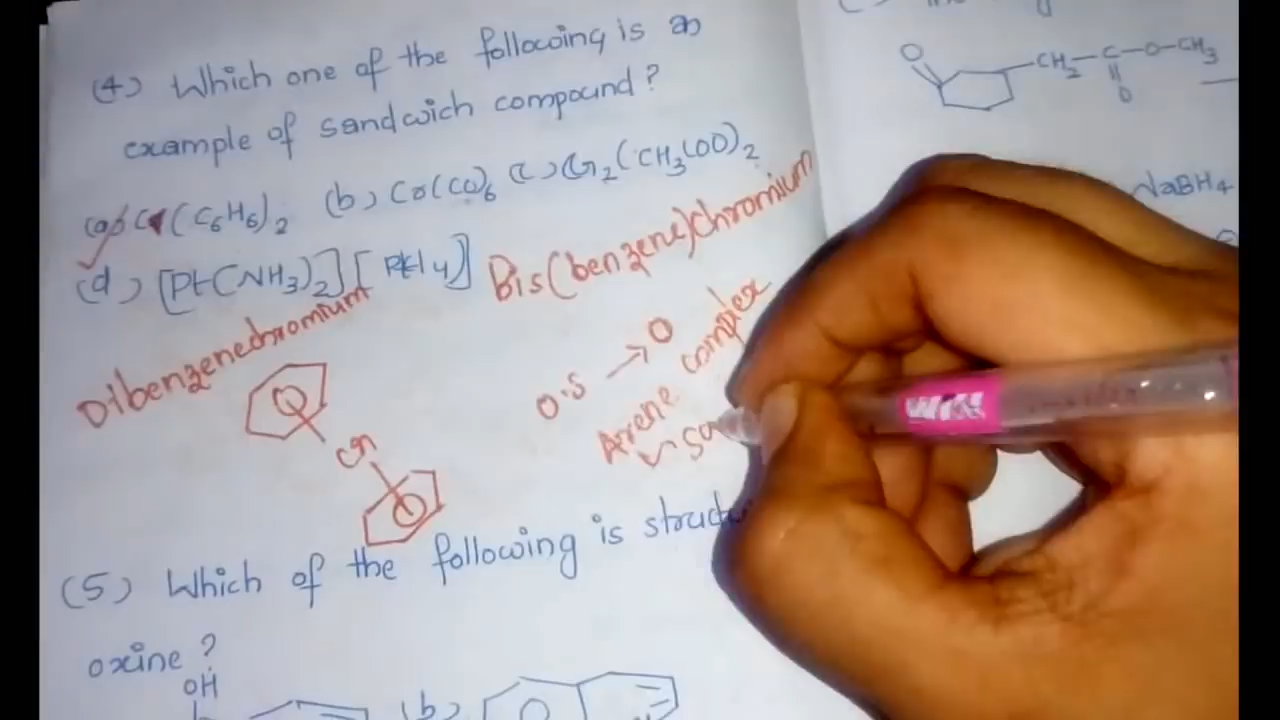 (4) Which one of the following is an
example of sandwich compound?
(a) Cr(C6H6)2 (b) Co(CO)6 (c) Cr2(CH3COO)2
(d) [Pt(NH3)2][PtCl4]
Bis(benzene)chromium
Dibenzenechromium
O.S → O
Arene complex
Sa
Cr
(5) Which of the following is struct
oxine?
OH
(b)
O
CH2-C-O-CH3
O
NaBH4